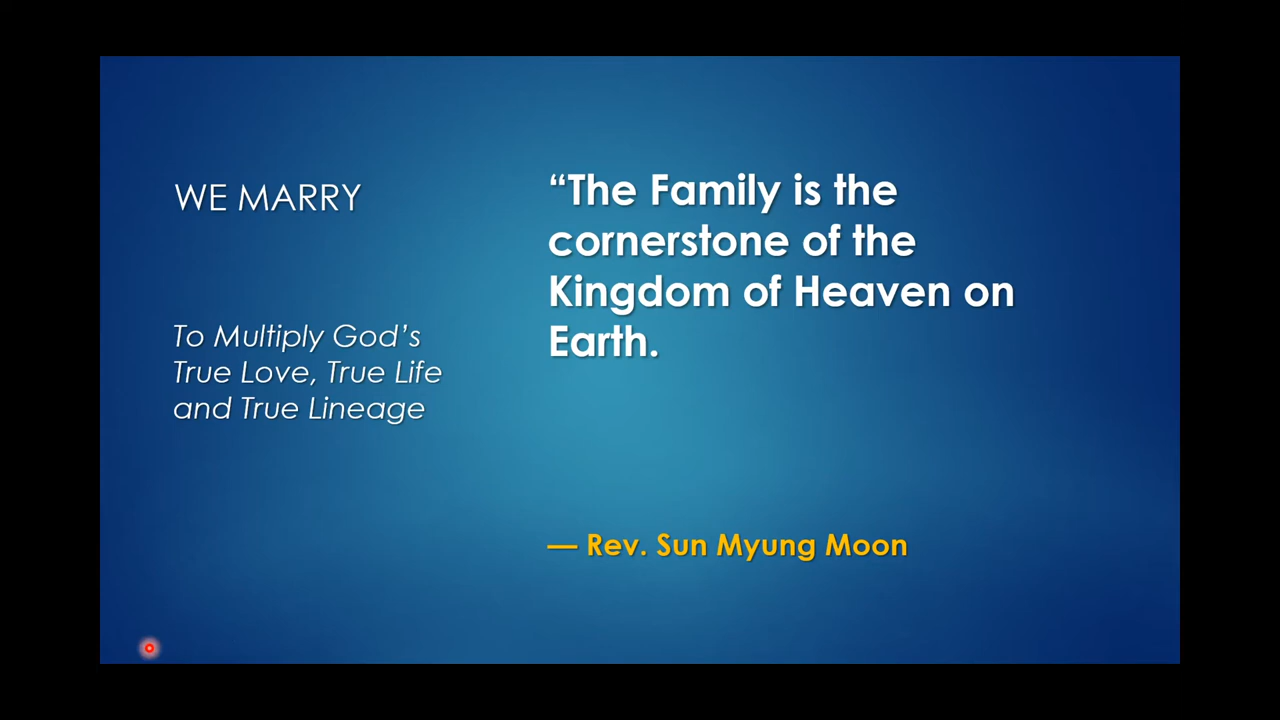 WE MARRY
To Multiply God’s
True Love, True Life
and True Lineage
“The Family is the
cornerstone of the
Kingdom of Heaven on
Earth.
— Rev. Sun Myung Moon